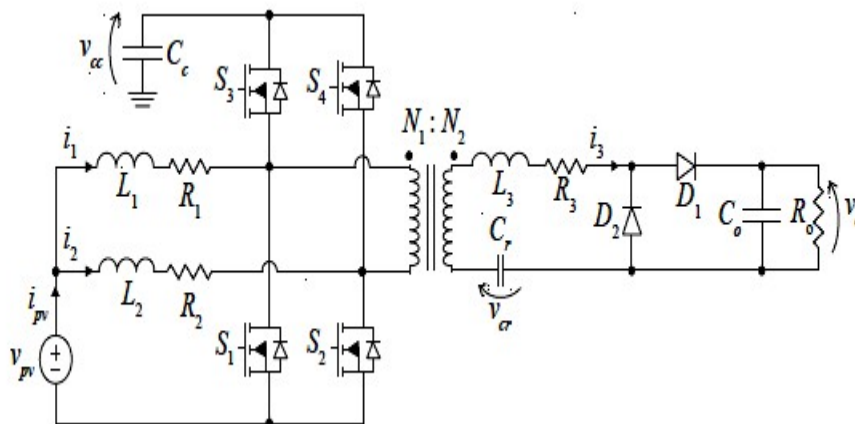 v_cc
C_c
S_3
S_4
N_1 : N_2
i_1
L_1
R_1
i_3
L_3
R_3
D_1
D_2
C_o
R_o
v
C_r
v_cr
i_2
L_2
R_2
i_pv
v_pv
S_1
S_2